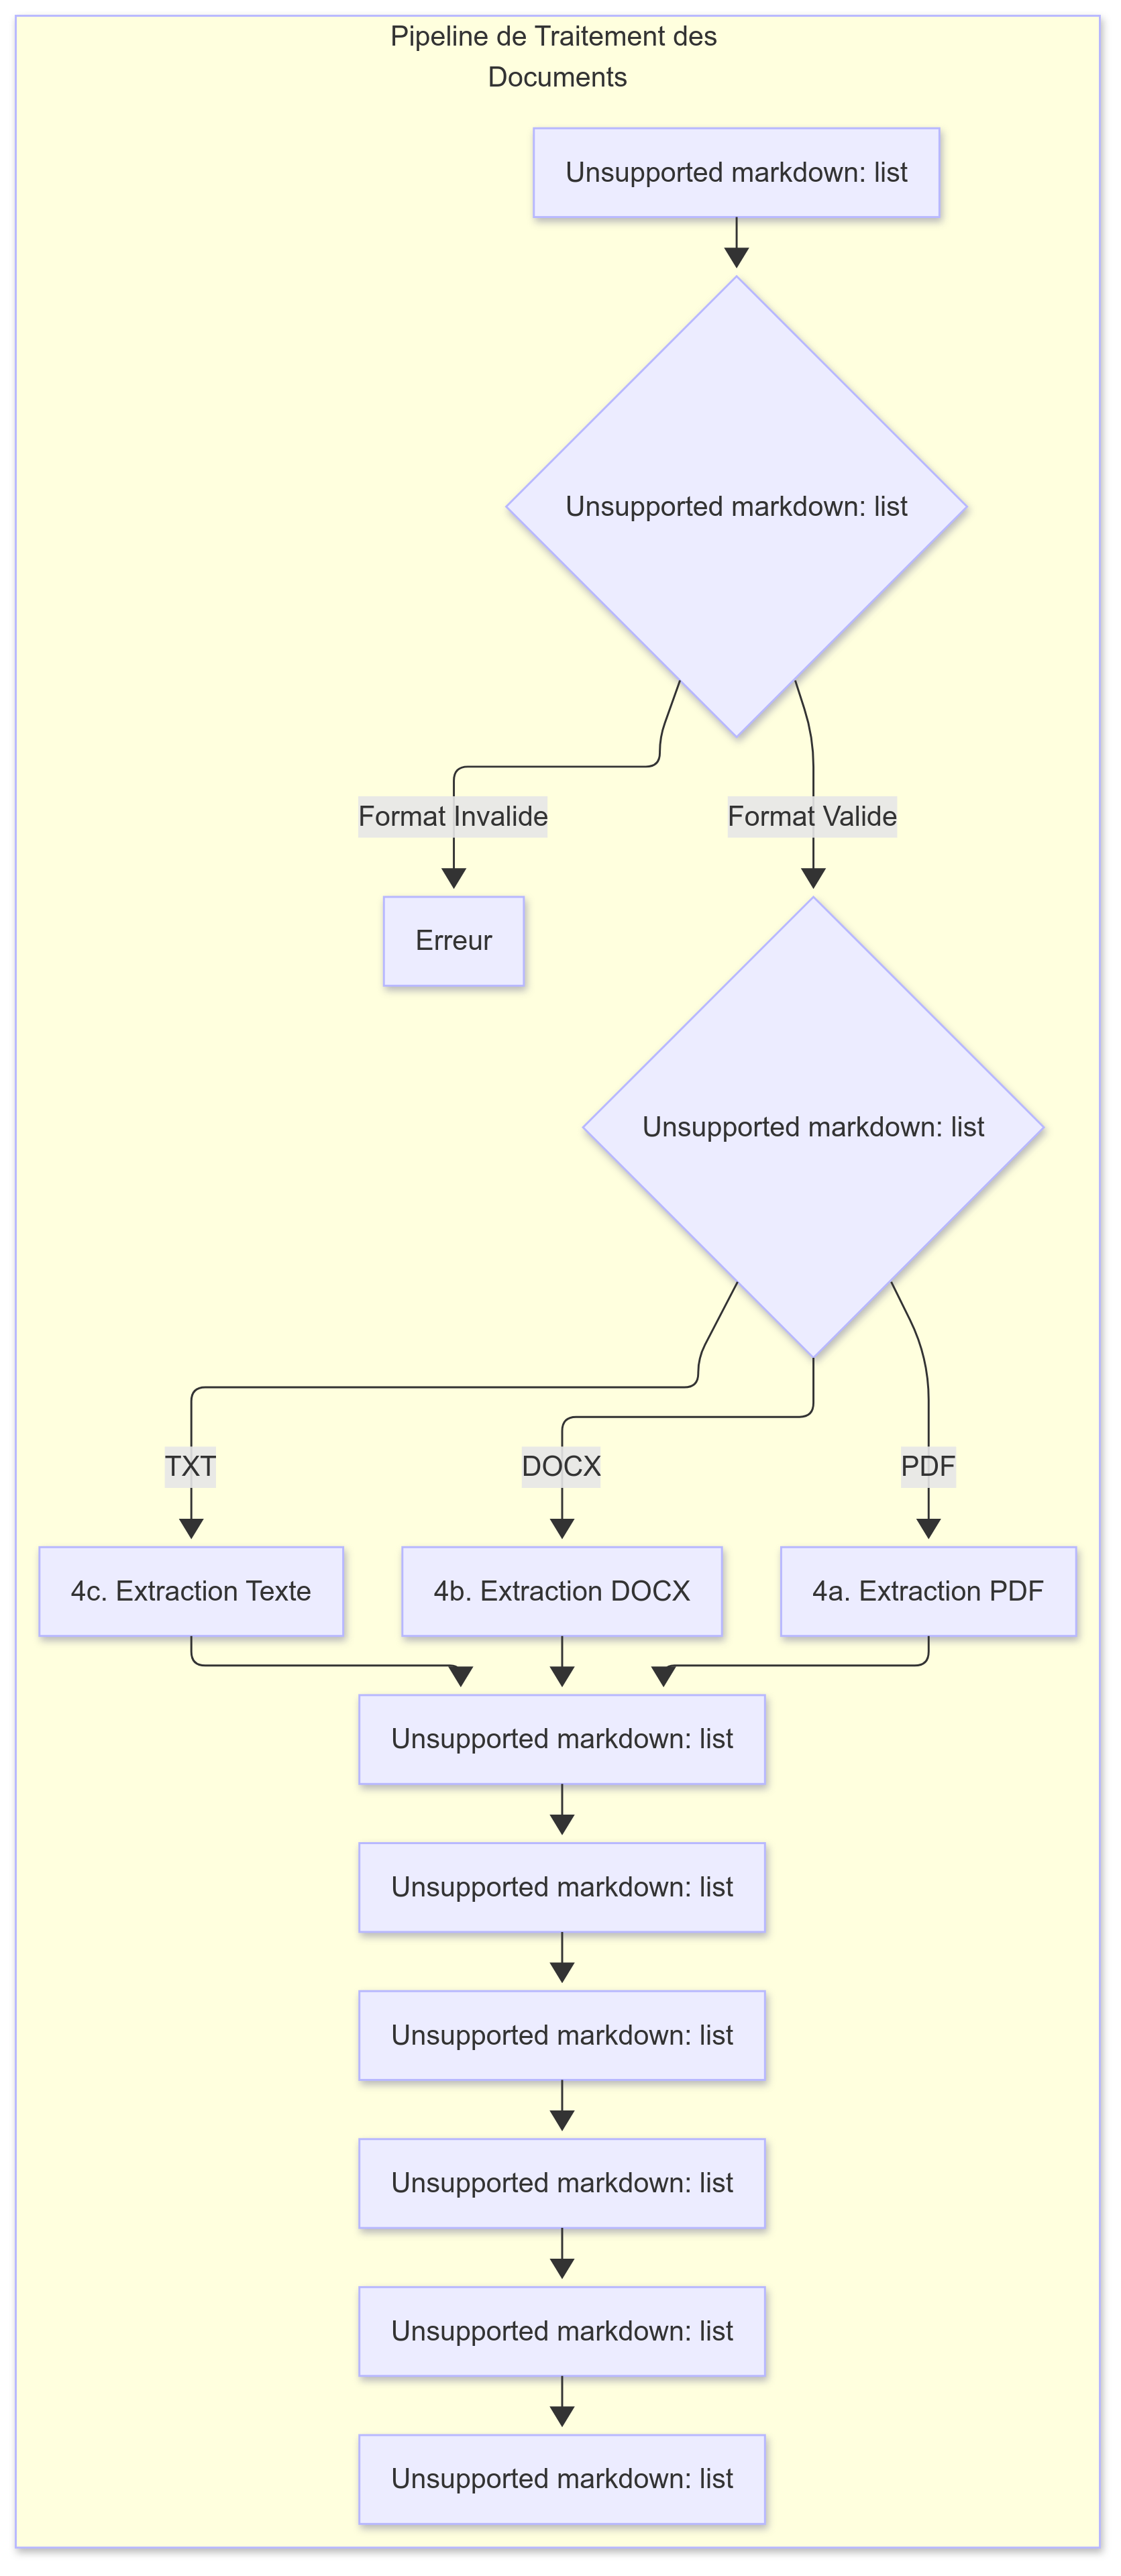 Pipeline de Traitement des
Documents
Unsupported markdown: list
Unsupported markdown: list
Format Invalide
Format Valide
Erreur
Unsupported markdown: list
TXT
DOCX
PDF
4c. Extraction Texte
4b. Extraction DOCX
4a. Extraction PDF
Unsupported markdown: list
Unsupported markdown: list
Unsupported markdown: list
Unsupported markdown: list
Unsupported markdown: list
Unsupported markdown: list